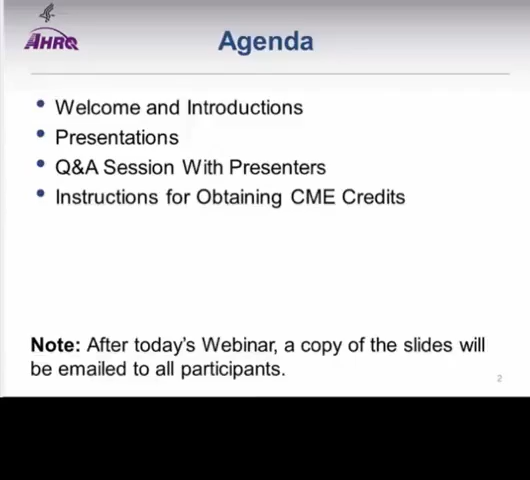 AHRQ
Agenda
• Welcome and Introductions
• Presentations
• Q&A Session With Presenters
• Instructions for Obtaining CME Credits
Note: After today's Webinar, a copy of the slides will
be emailed to all participants.
2